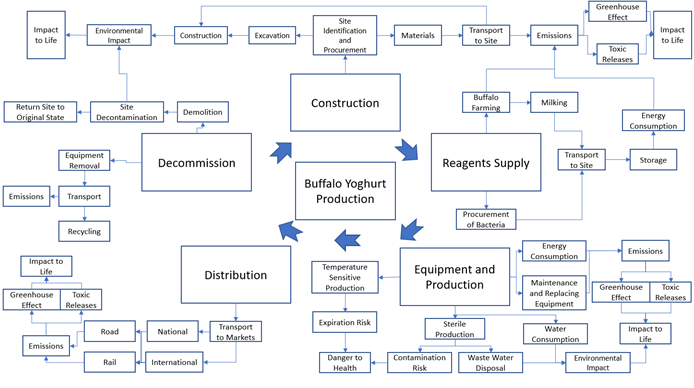 Impact
to Life
Environmental
Impact
Construction
Excavation
Site
Identification
and
Procurement
Materials
Transport
to Site
Emissions
Greenhouse
Effect
Toxic
Releases
Impact
to Life
Construction
Return Site to
Original State
Site
Decontamination
Demolition
Decommission
Equipment
Removal
Emissions
Transport
Recycling
Buffalo Yoghurt
Production
Buffalo
Farming
Milking
Energy
Consumption
Reagents Supply
Transport
to Site
Storage
Procurement
of Bacteria
Distribution
Impact to
Life
Greenhouse
Effect
Toxic
Releases
Emissions
Road
Rail
National
International
Transport
to Markets
Temperature
Sensitive
Production
Expiration Risk
Danger to
Health
Equipment and
Production
Energy
Consumption
Emissions
Maintenance
and Replacing
Equipment
Greenhouse
Effect
Toxic
Releases
Sterile
Production
Water
Consumption
Impact to
Life
Contamination
Risk
Waste Water
Disposal
Environmental
Impact